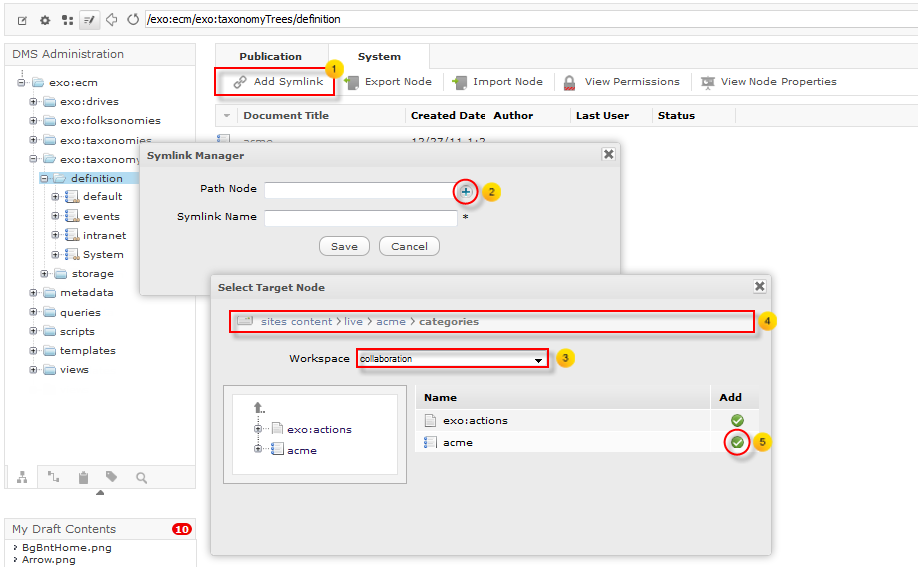 /exo:ecm/exo:taxonomyTrees/definition
DMS Administration
exo:ecm
exo:drives
exo:folksonomies
exo:taxonomies
exo:taxonomy
definition
default
events
intranet
System
storage
metadata
queries
scripts
templates
views
My Draft Contents 10
BgBntHome.png
Arrow.png
Publication System
1
Add Symlink Export Node Import Node View Permissions View Node Properties
Document Title Created Date Author Last User Status
acme 12/27/11 1:2
Symlink Manager
Path Node 2
Symlink Name *
Save Cancel
Select Target Node
sites content > live > acme > categories 4
Workspace collaboration 3
exo:actions
acme
Name Add
exo:actions
acme 5